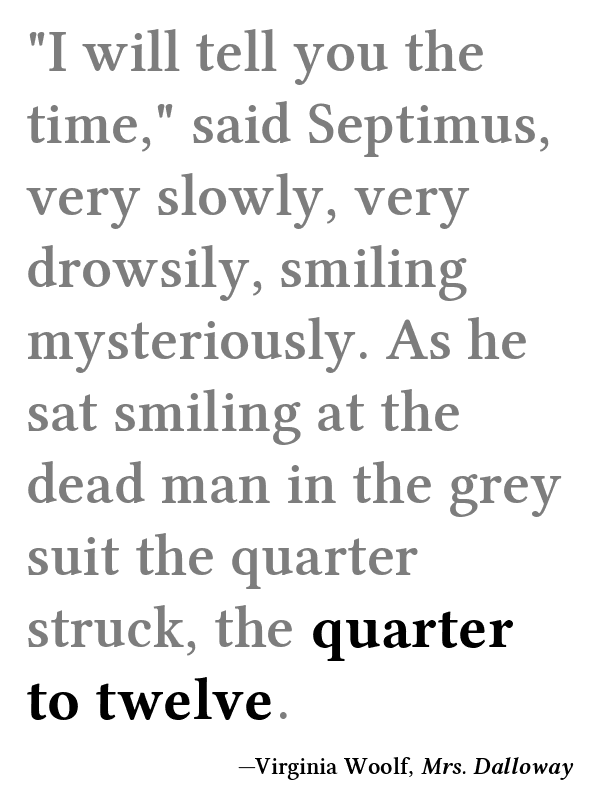 "I will tell you the
time," said Septimus,
very slowly, very
drowsily, smiling
mysteriously. As he
sat smiling at the
dead man in the grey
suit the quarter
struck, the quarter
to twelve.
—Virginia Woolf, Mrs. Dalloway